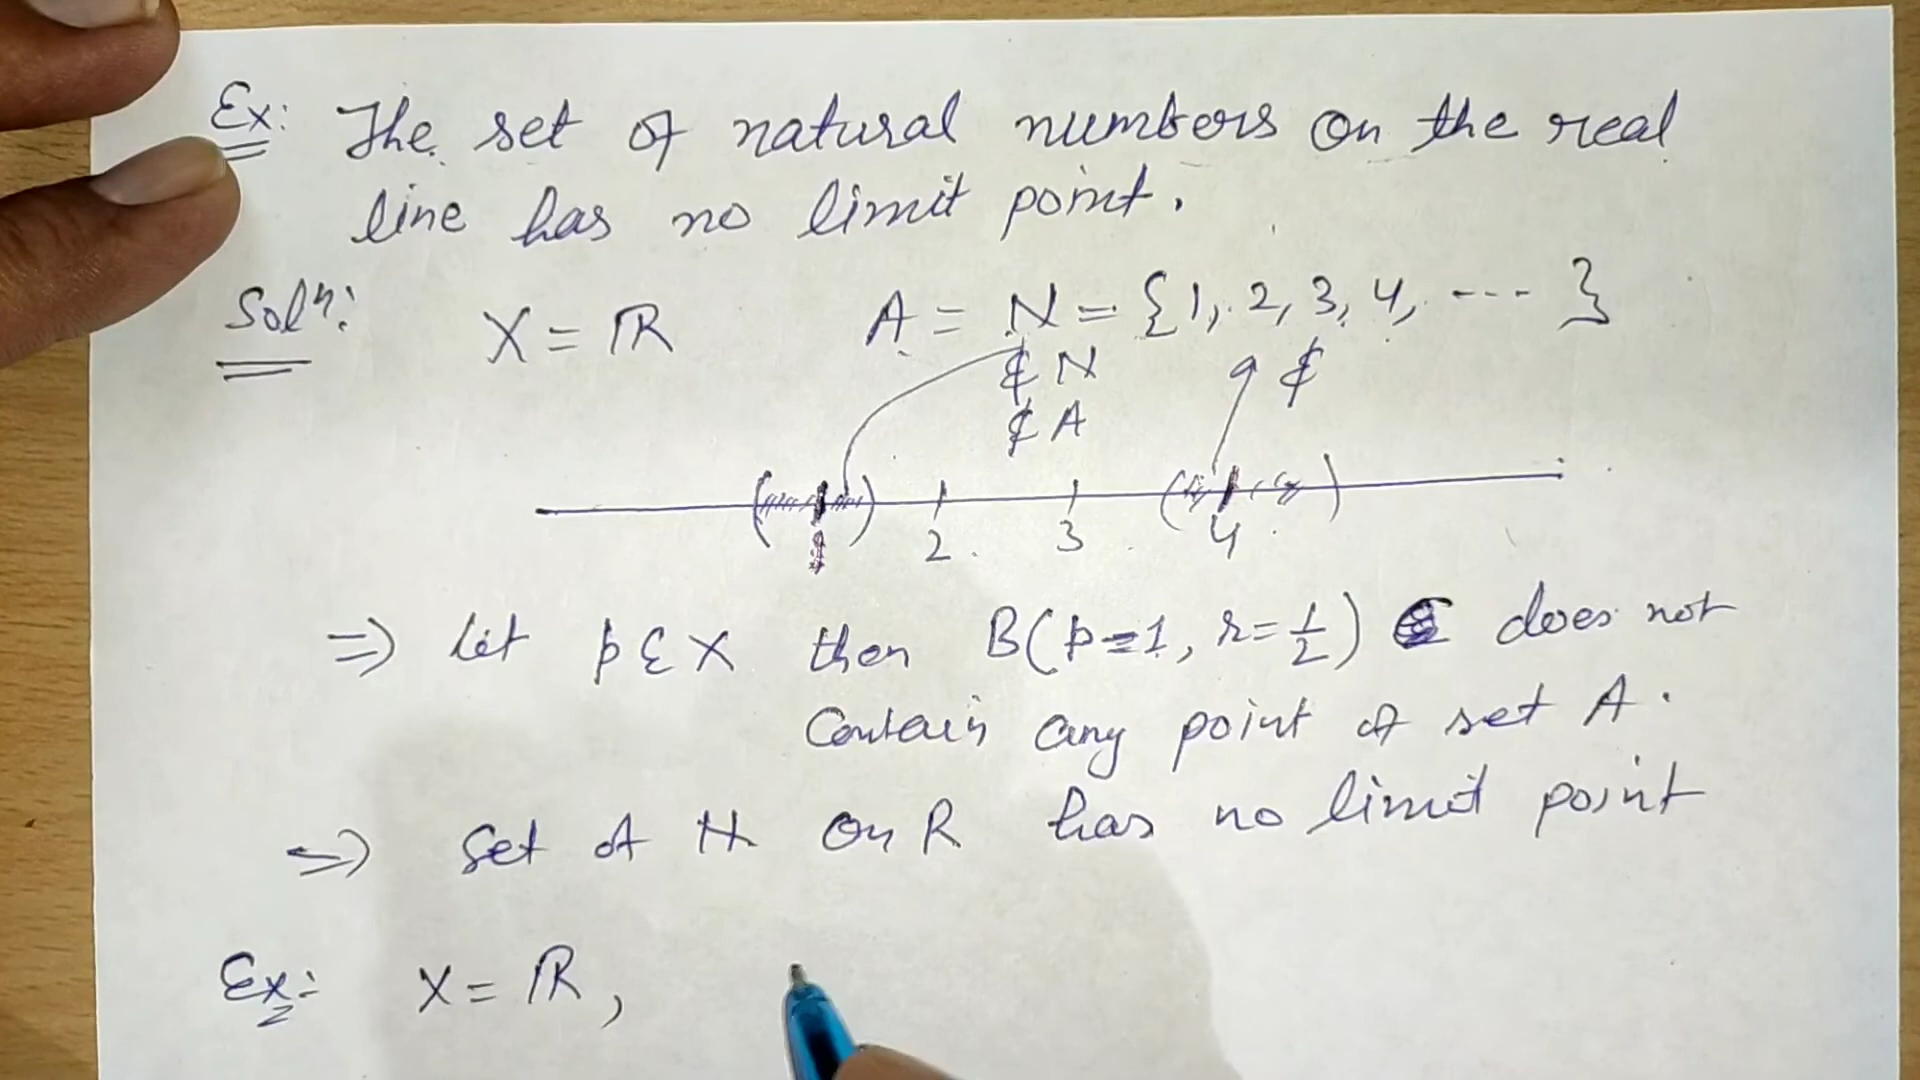 Ex: The set of natural numbers on the real
line has no limit point.
Solⁿ: X = ℝ A = N = {1, 2, 3, 4, --- }
∉ N ∉
∉ A
2 3 4
⇒ Let p ∈ X then B(p=1, r=1/2) does not
Contain any point of set A.
⇒ Set of N on R has no limit point
Ex: X = ℝ,